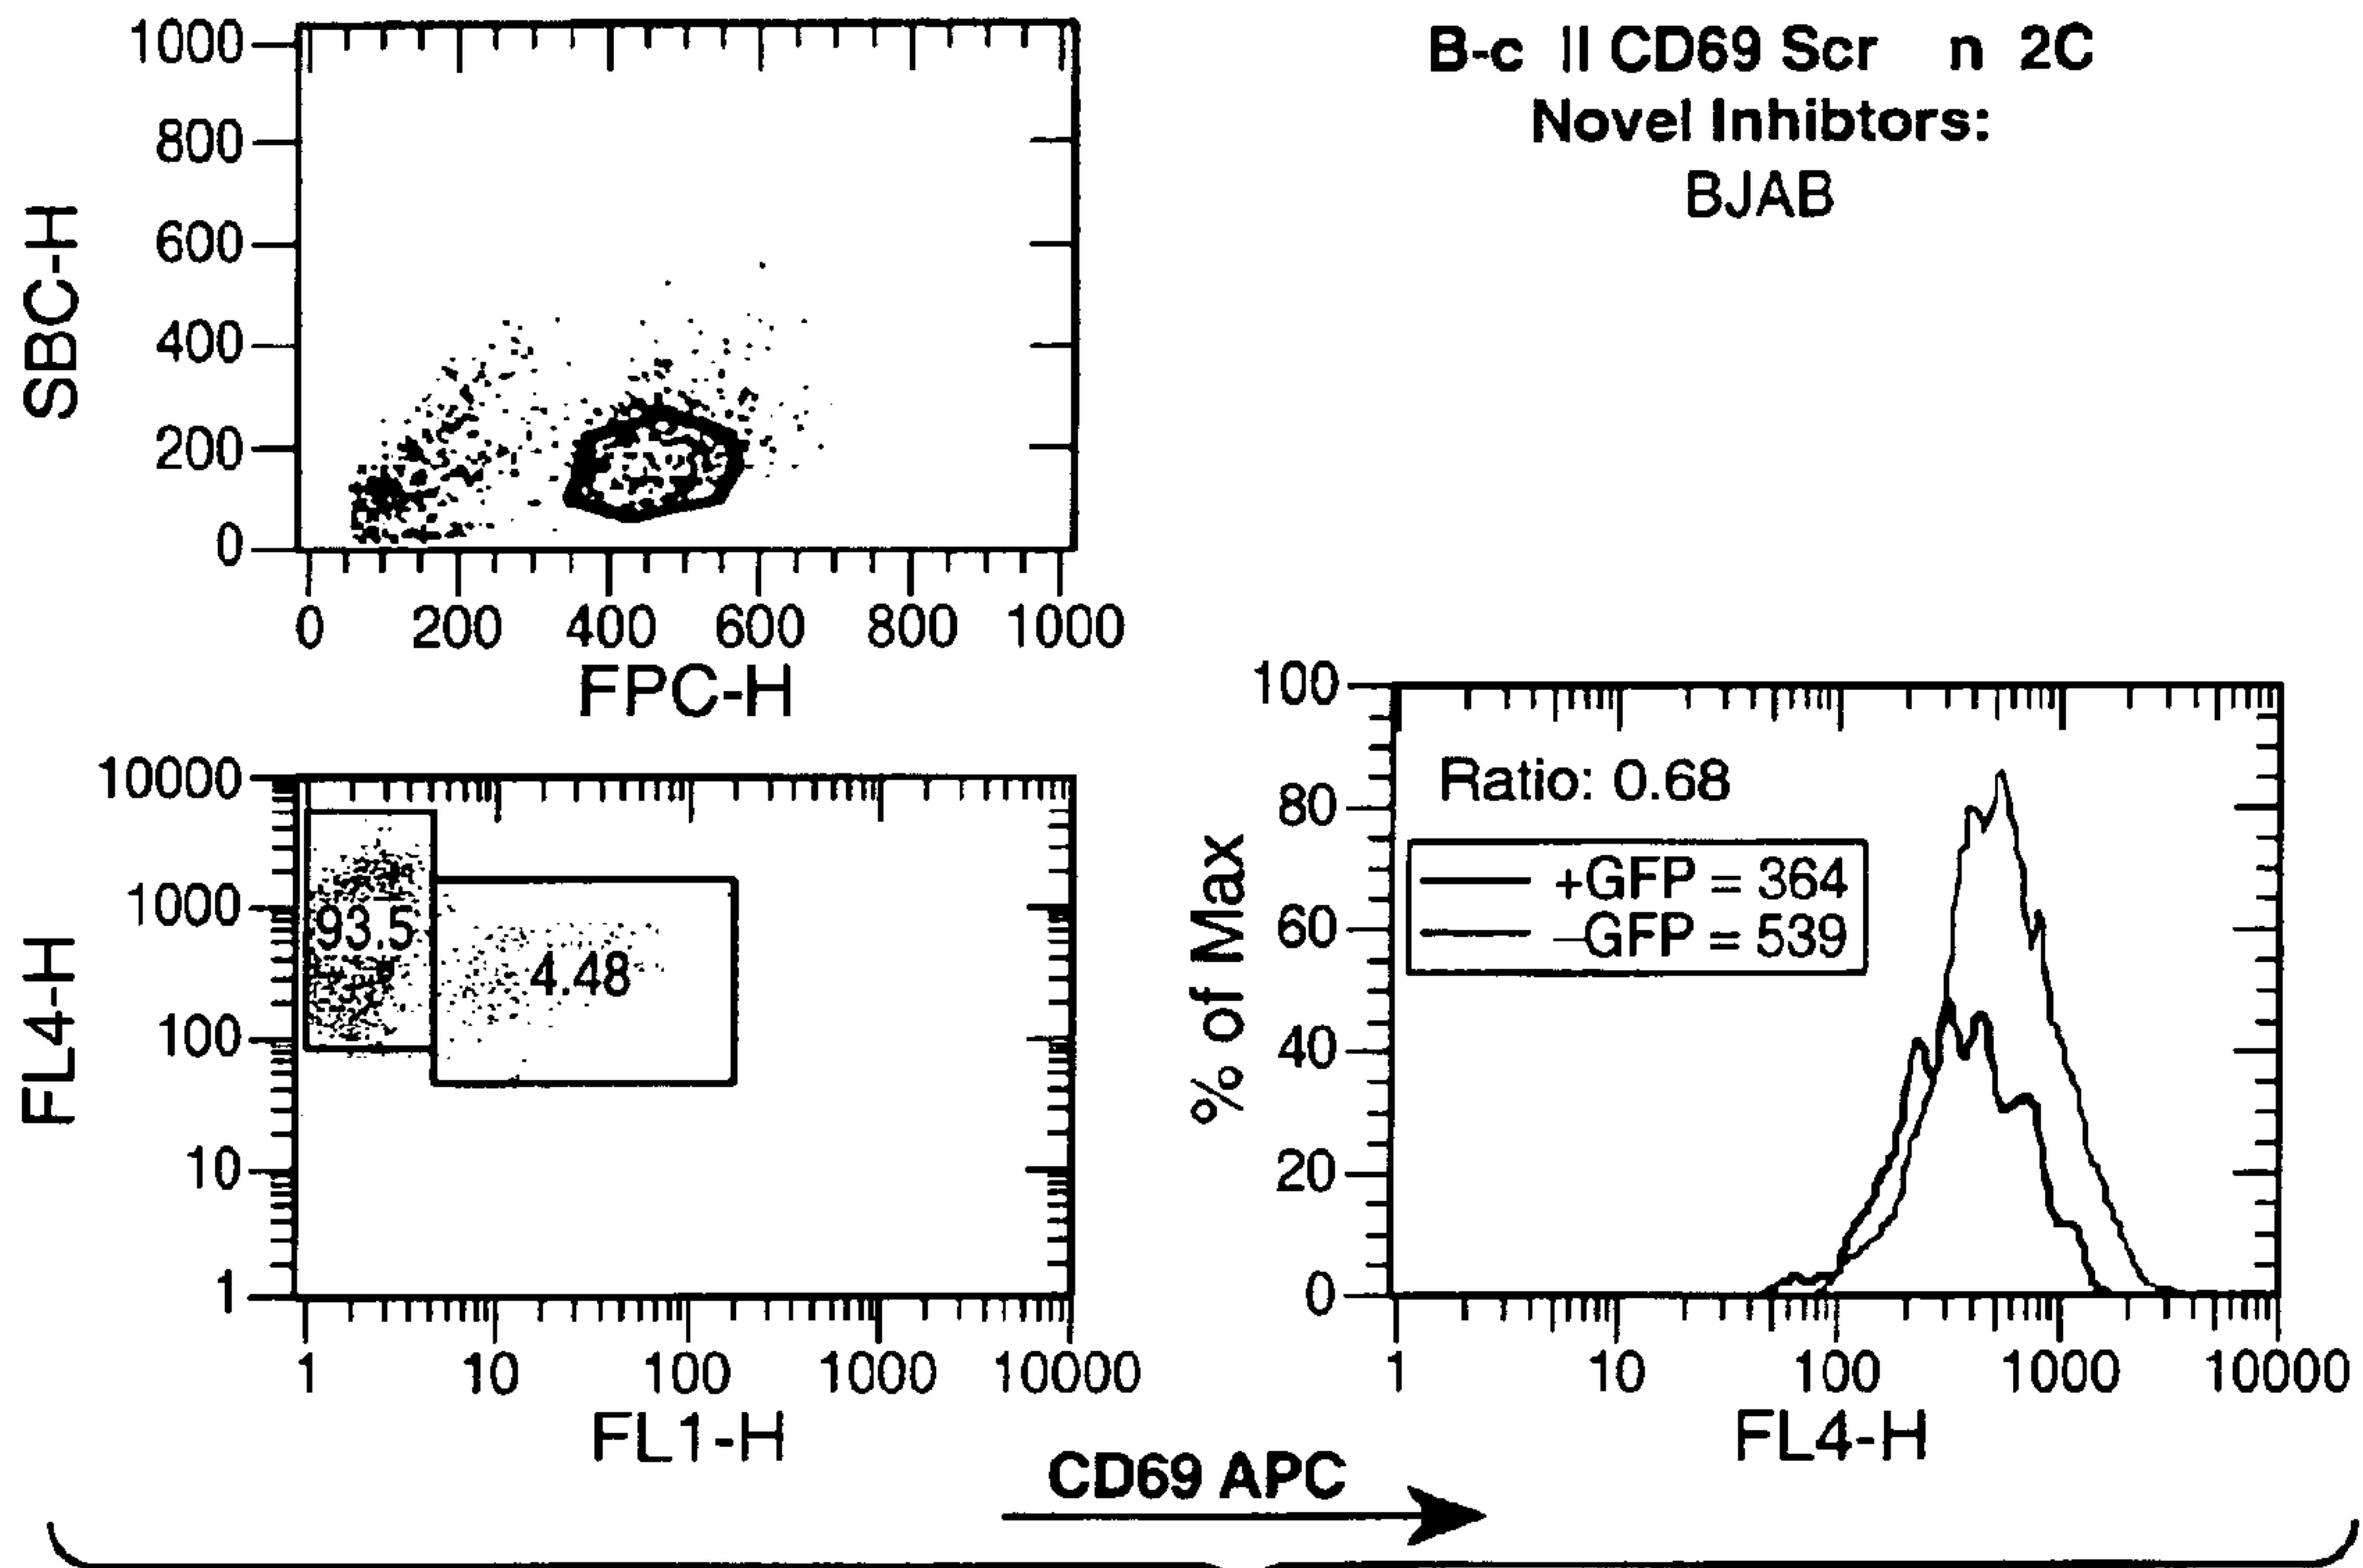 B-c ll CD69 Scr n 2C
Novel Inhibtors:
BJAB
1000
800
600
400
200
0
SBC-H
0 200 400 600 800 1000
FPC-H
10000
1000
100
10
1
FL4-H
93.5
4.48
1 10 100 1000 10000
FL1-H
100
80
60
40
20
0
% of Max
Ratio: 0.68
+GFP = 364
–GFP = 539
1 10 100 1000 10000
FL4-H
CD69 APC